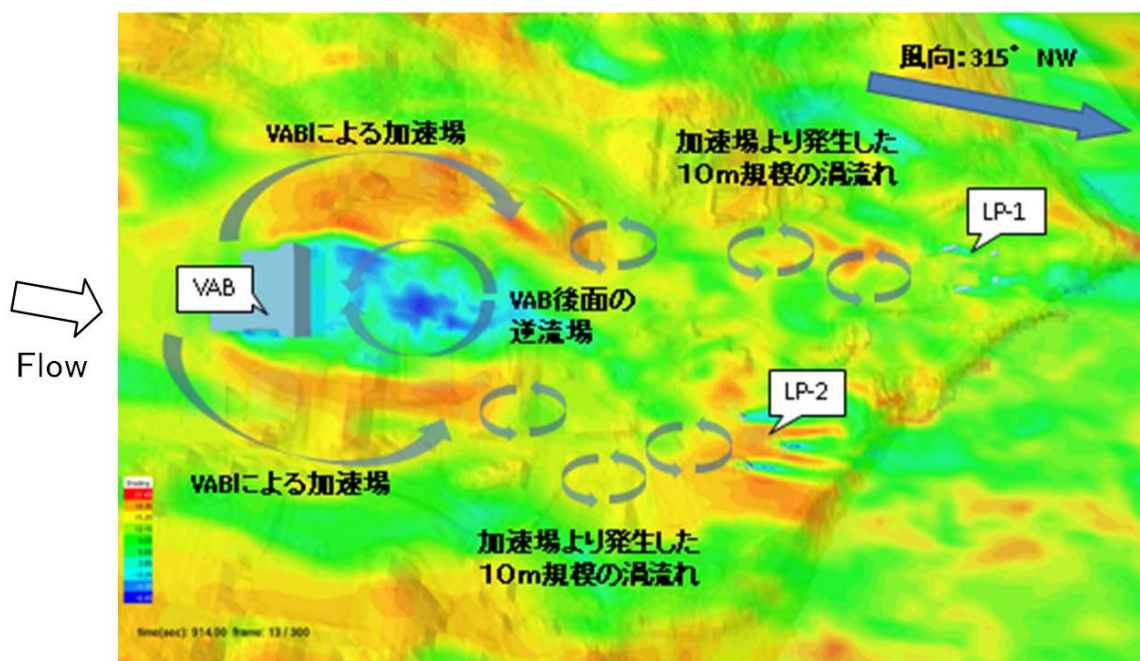 風向：315° NW
VABによる加速場
加速場より発生した
10m規模の渦流れ
LP-1
VAB
VAB後面の
逆流場
Flow
LP-2
VABによる加速場
加速場より発生した
10m規模の渦流れ
time(sec): 914.00 frame: 13 / 300